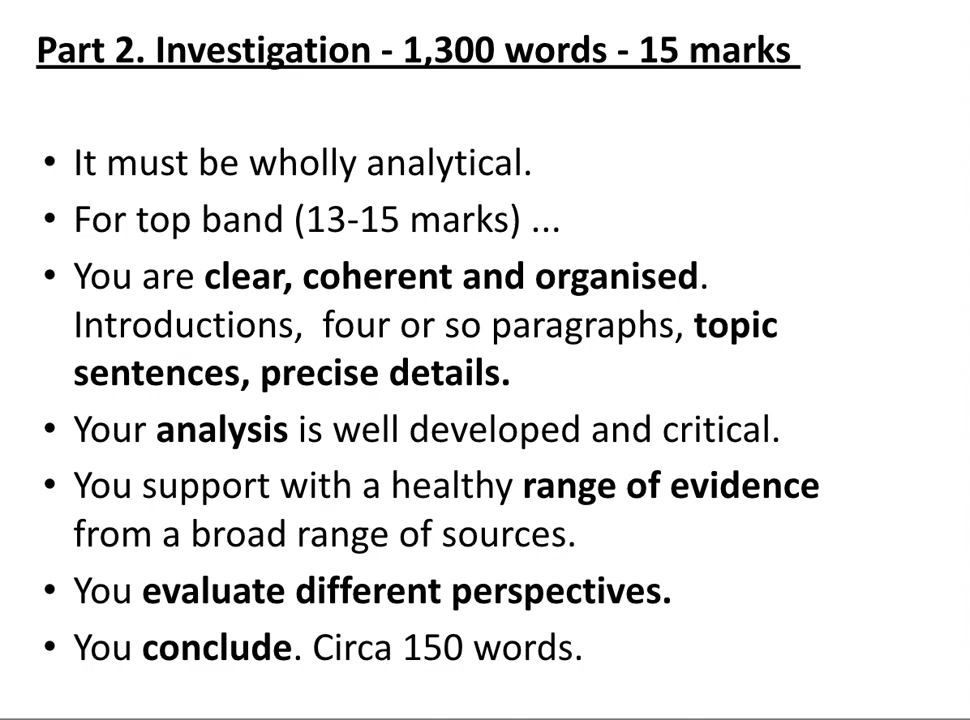 Part 2. Investigation - 1,300 words - 15 marks
• It must be wholly analytical.
• For top band (13-15 marks) ...
• You are clear, coherent and organised.
Introductions,  four or so paragraphs, topic
sentences, precise details.
• Your analysis is well developed and critical.
• You support with a healthy range of evidence
from a broad range of sources.
• You evaluate different perspectives.
• You conclude. Circa 150 words.